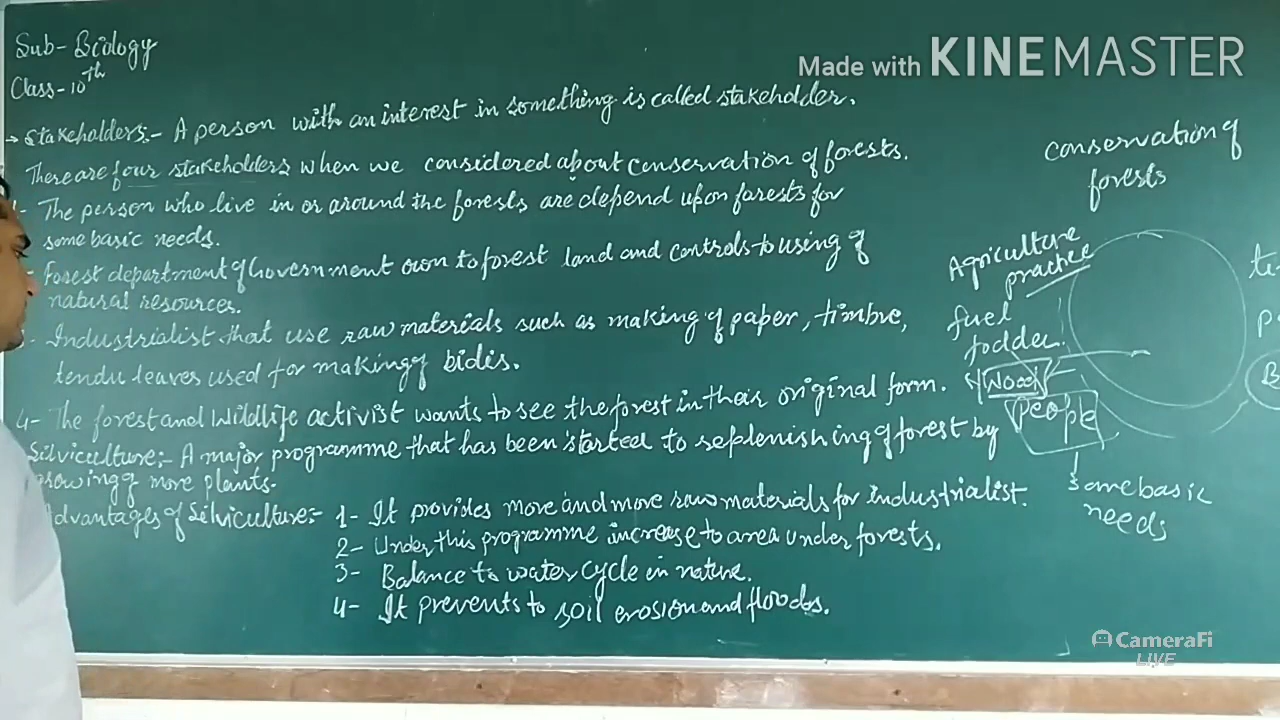 Sub- Biology
Class-10th
Made with KINEMASTER
→ Stakeholders:- A person with an interest in something is called stakeholder.
There are four stakeholders when we considered about conservation of forests.
The person who live in or around the forests are depend upon forests for
some basic needs.
- Forest department of Government own to forest land and controls to using of
natural resources.
- Industrialist that use raw materials such as making of paper, timbre,
tendu leaves used for making of bidis.
4- The forest and wildlife activist wants to see the forest in their original form.
Silviculture:- A major programme that has been started to replenishing of forest by
growing of more plants.
Advantages of Silviculture:- 1- It provides more and more raw materials for industrialist.
2- Under this programme increase to area under forests.
3- Balance to water cycle in nature.
4- It prevents to soil erosion and floods.
conservation of
forests
Agriculture
practice
fuel
fodder
Wood
People
Some basic
needs
te
P
B
CameraFi
LIVE